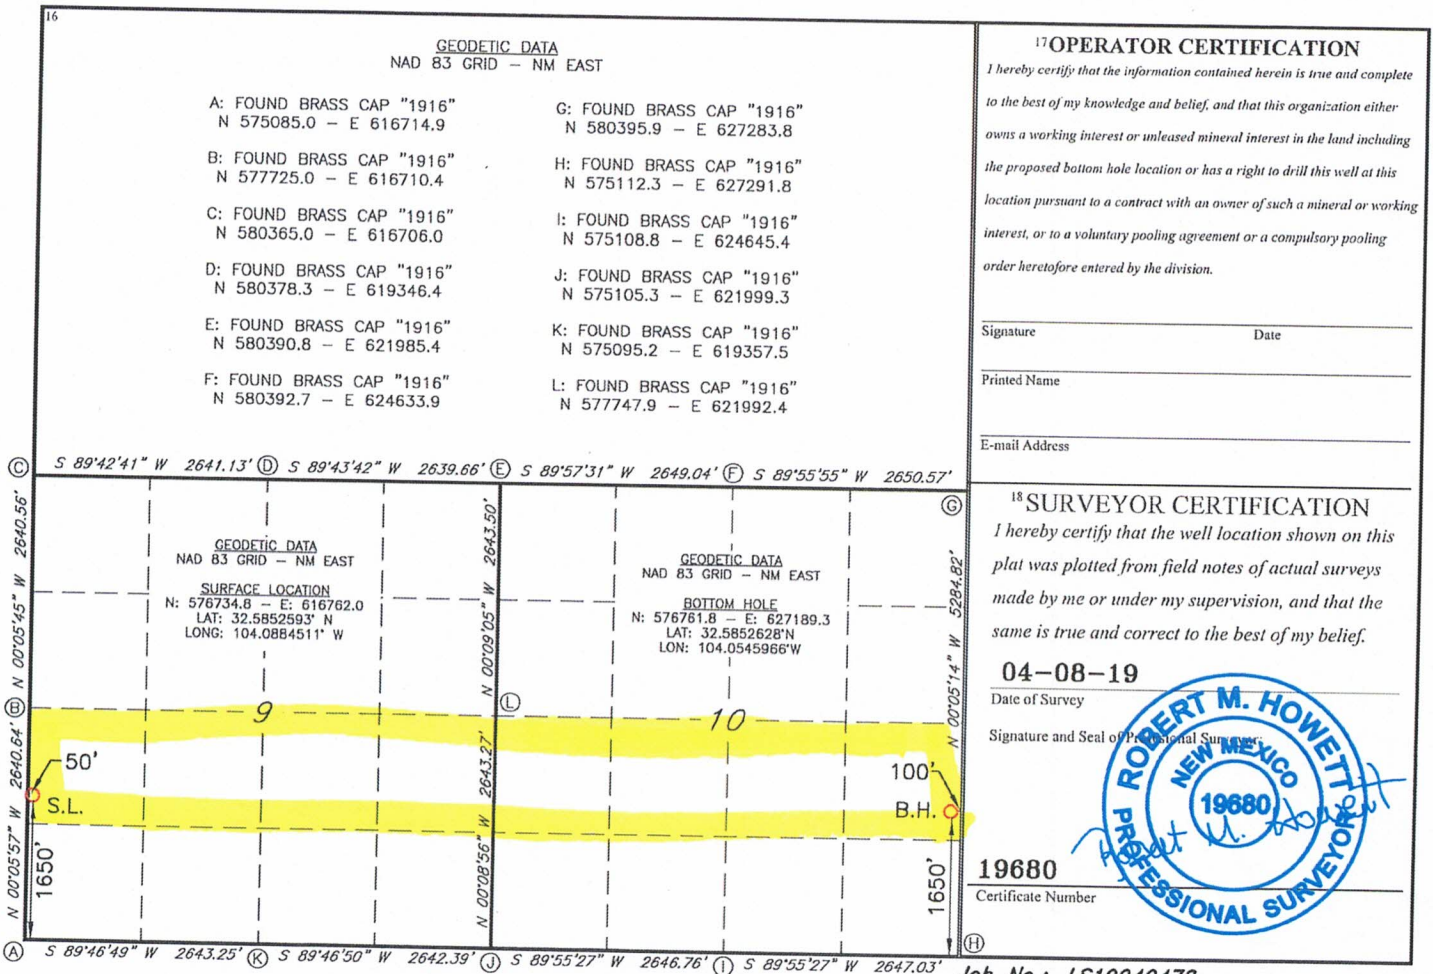 16
GEODETIC DATA
NAD 83 GRID – NM EAST
A: FOUND BRASS CAP "1916"
N 575085.0 – E 616714.9
B: FOUND BRASS CAP "1916"
N 577725.0 – E 616710.4
C: FOUND BRASS CAP "1916"
N 580365.0 – E 616706.0
D: FOUND BRASS CAP "1916"
N 580378.3 – E 619346.4
E: FOUND BRASS CAP "1916"
N 580390.8 – E 621985.4
F: FOUND BRASS CAP "1916"
N 580392.7 – E 624633.9
G: FOUND BRASS CAP "1916"
N 580395.9 – E 627283.8
H: FOUND BRASS CAP "1916"
N 575112.3 – E 627291.8
I: FOUND BRASS CAP "1916"
N 575108.8 – E 624645.4
J: FOUND BRASS CAP "1916"
N 575105.3 – E 621999.3
K: FOUND BRASS CAP "1916"
N 575095.2 – E 619357.5
L: FOUND BRASS CAP "1916"
N 577747.9 – E 621992.4
17 OPERATOR CERTIFICATION
I hereby certify that the information contained herein is true and complete
to the best of my knowledge and belief, and that this organization either
owns a working interest or unleased mineral interest in the land including
the proposed bottom hole location or has a right to drill this well at this
location pursuant to a contract with an owner of such a mineral or working
interest, or to a voluntary pooling agreement or a compulsory pooling
order heretofore entered by the division.
Signature Date
Printed Name
E-mail Address
18 SURVEYOR CERTIFICATION
I hereby certify that the well location shown on this
plat was plotted from field notes of actual surveys
made by me or under my supervision, and that the
same is true and correct to the best of my belief.
04-08-19
Date of Survey
Signature and Seal of Professional Surveyor:
ROBERT M. HOWETT
NEW MEXICO
19680
PROFESSIONAL SURVEYOR
Robert M. Howett
19680
Certificate Number
C S 89°42'41" W 2641.13' D S 89°43'42" W 2639.66' E S 89°57'31" W 2649.04' F S 89°55'55" W 2650.57'
G
N 00°05'45" W 2640.56'
N 00°09'05" W 2643.50'
N 00°05'14" W 5284.82'
GEODETIC DATA
NAD 83 GRID – NM EAST
SURFACE LOCATION
N: 576734.8 – E: 616762.0
LAT: 32.5852593° N
LONG: 104.0884511° W
GEODETIC DATA
NAD 83 GRID – NM EAST
BOTTOM HOLE
N: 576761.8 – E: 627189.3
LAT: 32.5852628°N
LON: 104.0545966°W
B
L
9
10
N 00°05'57" W 2640.64'
N 00°08'56" W 2643.27'
50'
S.L.
1650'
100'
B.H.
1650'
A S 89°46'49" W 2643.25' K S 89°46'50" W 2642.39' J S 89°55'27" W 2646.76' I S 89°55'27" W 2647.03'
H